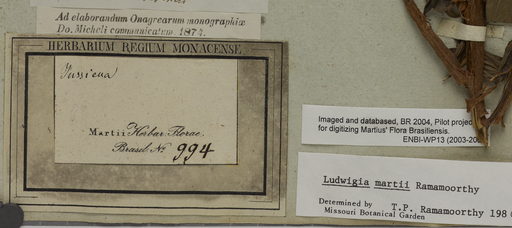 Ad elaborandum Onagrearum monographiæ
Do. Micheli communicatum. 1874.
HERBARIUM REGIUM MONACENSE
Jussieua
Martii Herbar. Florae
Brasil. No. 994
Imaged and databased, BR 2004, Pilot projec
for digitizing Martius' Flora Brasiliensis.
ENBI-WP13 (2003-20
Ludwigia martii Ramamoorthy
Determined by T.P. Ramamoorthy 198
Missouri Botanical Garden